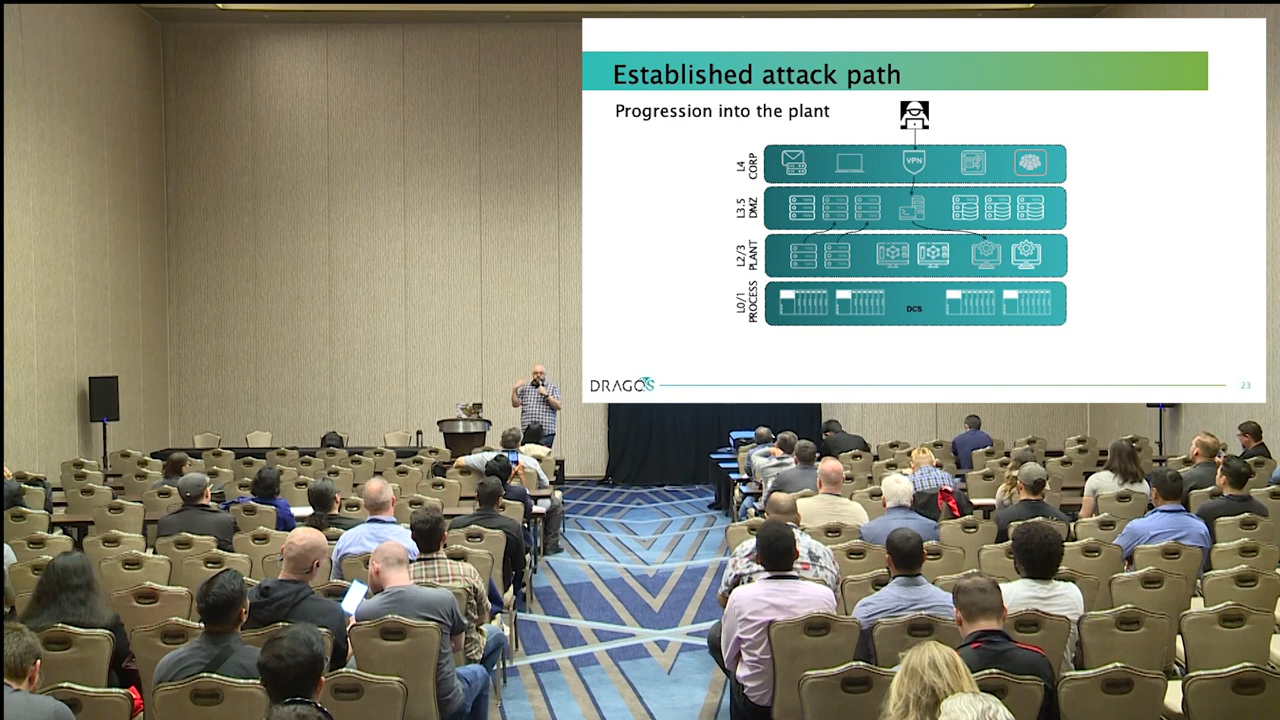 Established attack path
Progression into the plant
L4
CORP
VPN
L3.5
DMZ
L2/3
PLANT
L0/1
PROCESS
DCS
DRAGOS
23